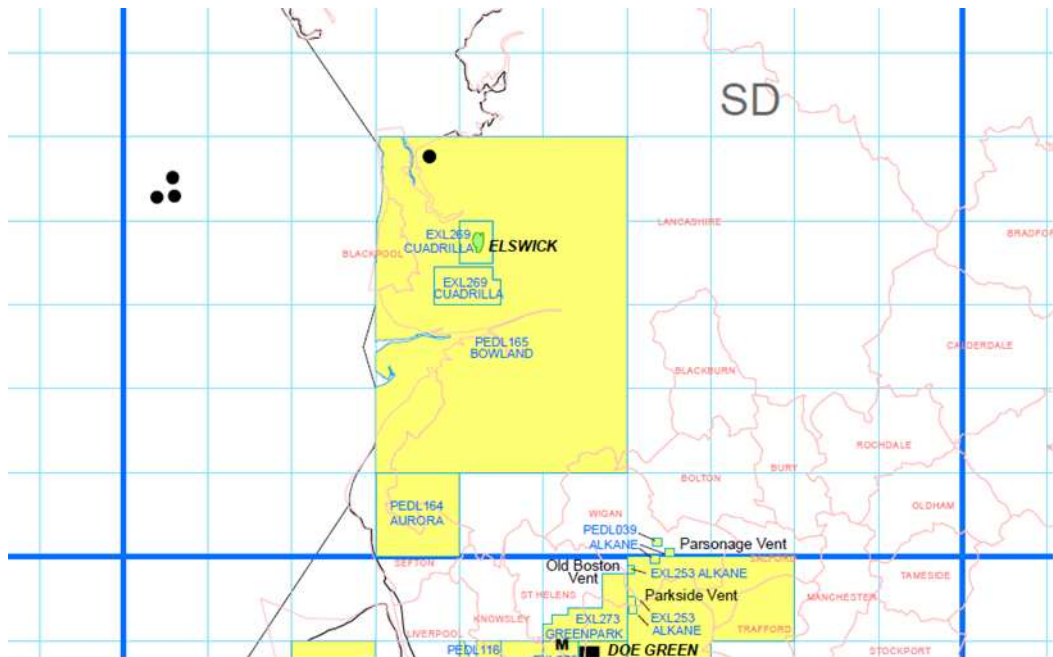 SD
LANCASHIRE
BRADFOR
EXL269
CUADRILLA
ELSWICK
BLACKPOOL
EXL269
CUADRILLA
PEDL165
BOWLAND
CALDERDALE
BLACKBURN
ROCHDALE
BURY
BOLTON
OLDHAM
PEDL164
AURORA
WIGAN
PEDL039
ALKANE
Parsonage Vent
SALFORD
SEFTON
Old Boston
Vent
EXL253 ALKANE
TAMESIDE
ST HELENS
Parkside Vent
MANCHESTER
KNOWSLEY
EXL273
GREENPARK
EXL253
ALKANE
TRAFFORD
LIVERPOOL
PEDL116
M
DOE GREEN
STOCKPORT